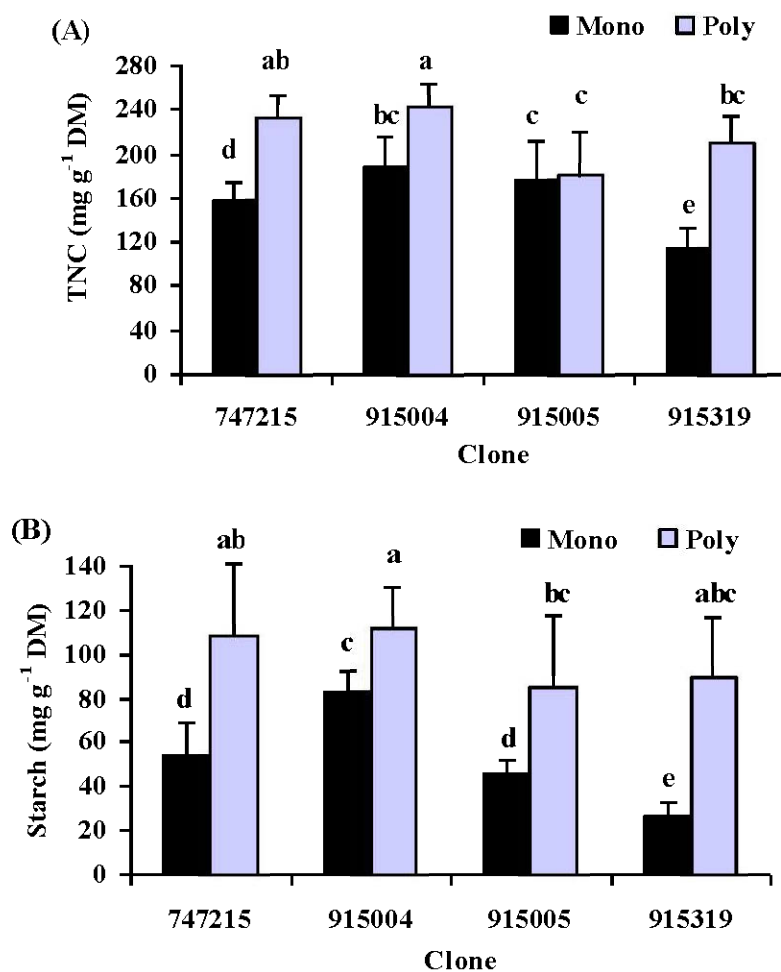 (A)
Mono Poly
TNC (mg g⁻¹ DM)
280
240
200
160
120
80
40
0
d ab bc a c c e bc
747215 915004 915005 915319
Clone
(B)
Mono Poly
Starch (mg g⁻¹ DM)
140
120
100
80
60
40
20
0
d ab c a d bc e abc
747215 915004 915005 915319
Clone